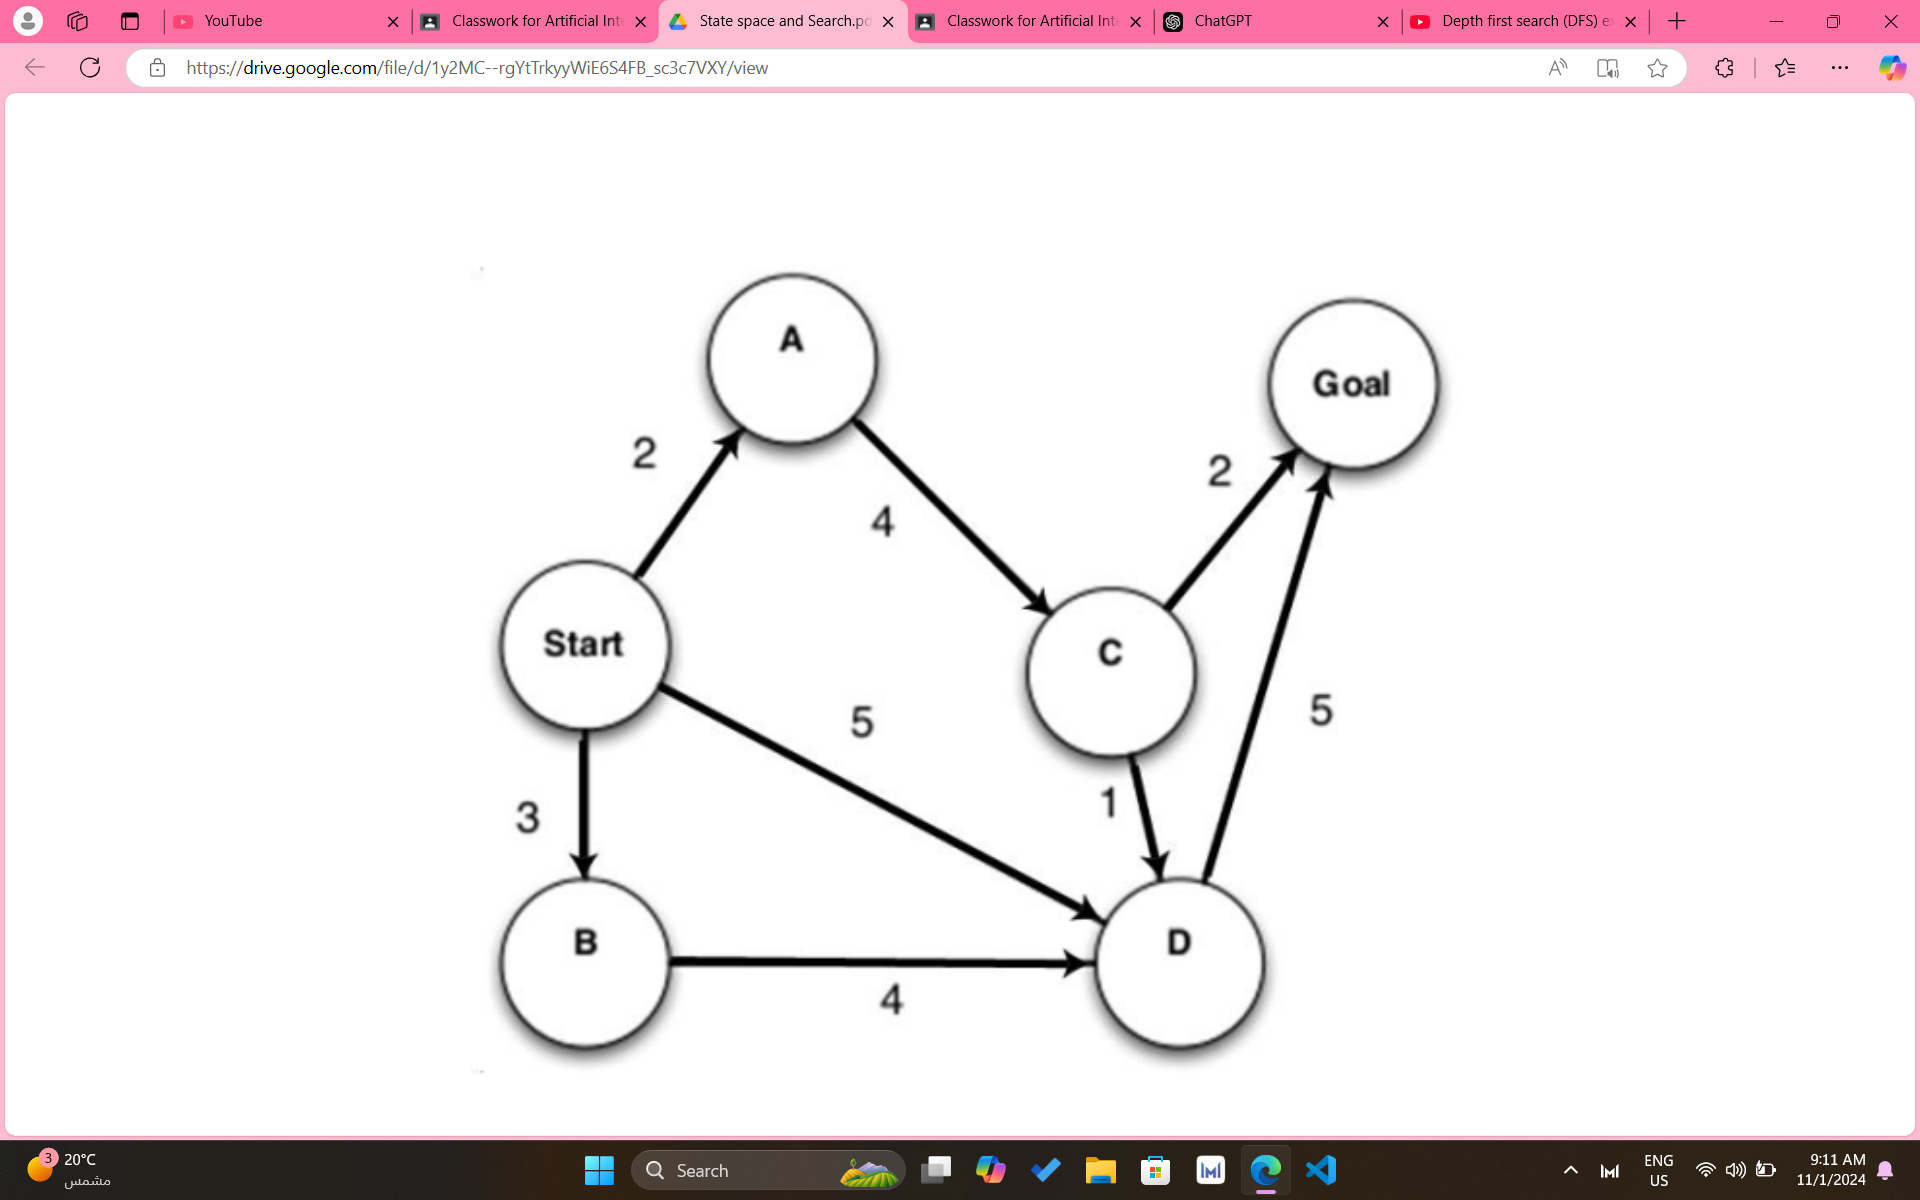 YouTube
Classwork for Artificial Int
State space and Search.pd
Classwork for Artificial Int
ChatGPT
Depth first search (DFS) e
https://drive.google.com/file/d/1y2MC--rgYtTrkyyWiE6S4FB_sc3c7VXY/view
A
Goal
2
2
4
Start
C
5
5
3
1
B
D
4
3
20°C
مشمس
Search
ENG
US
9:11 AM
11/1/2024